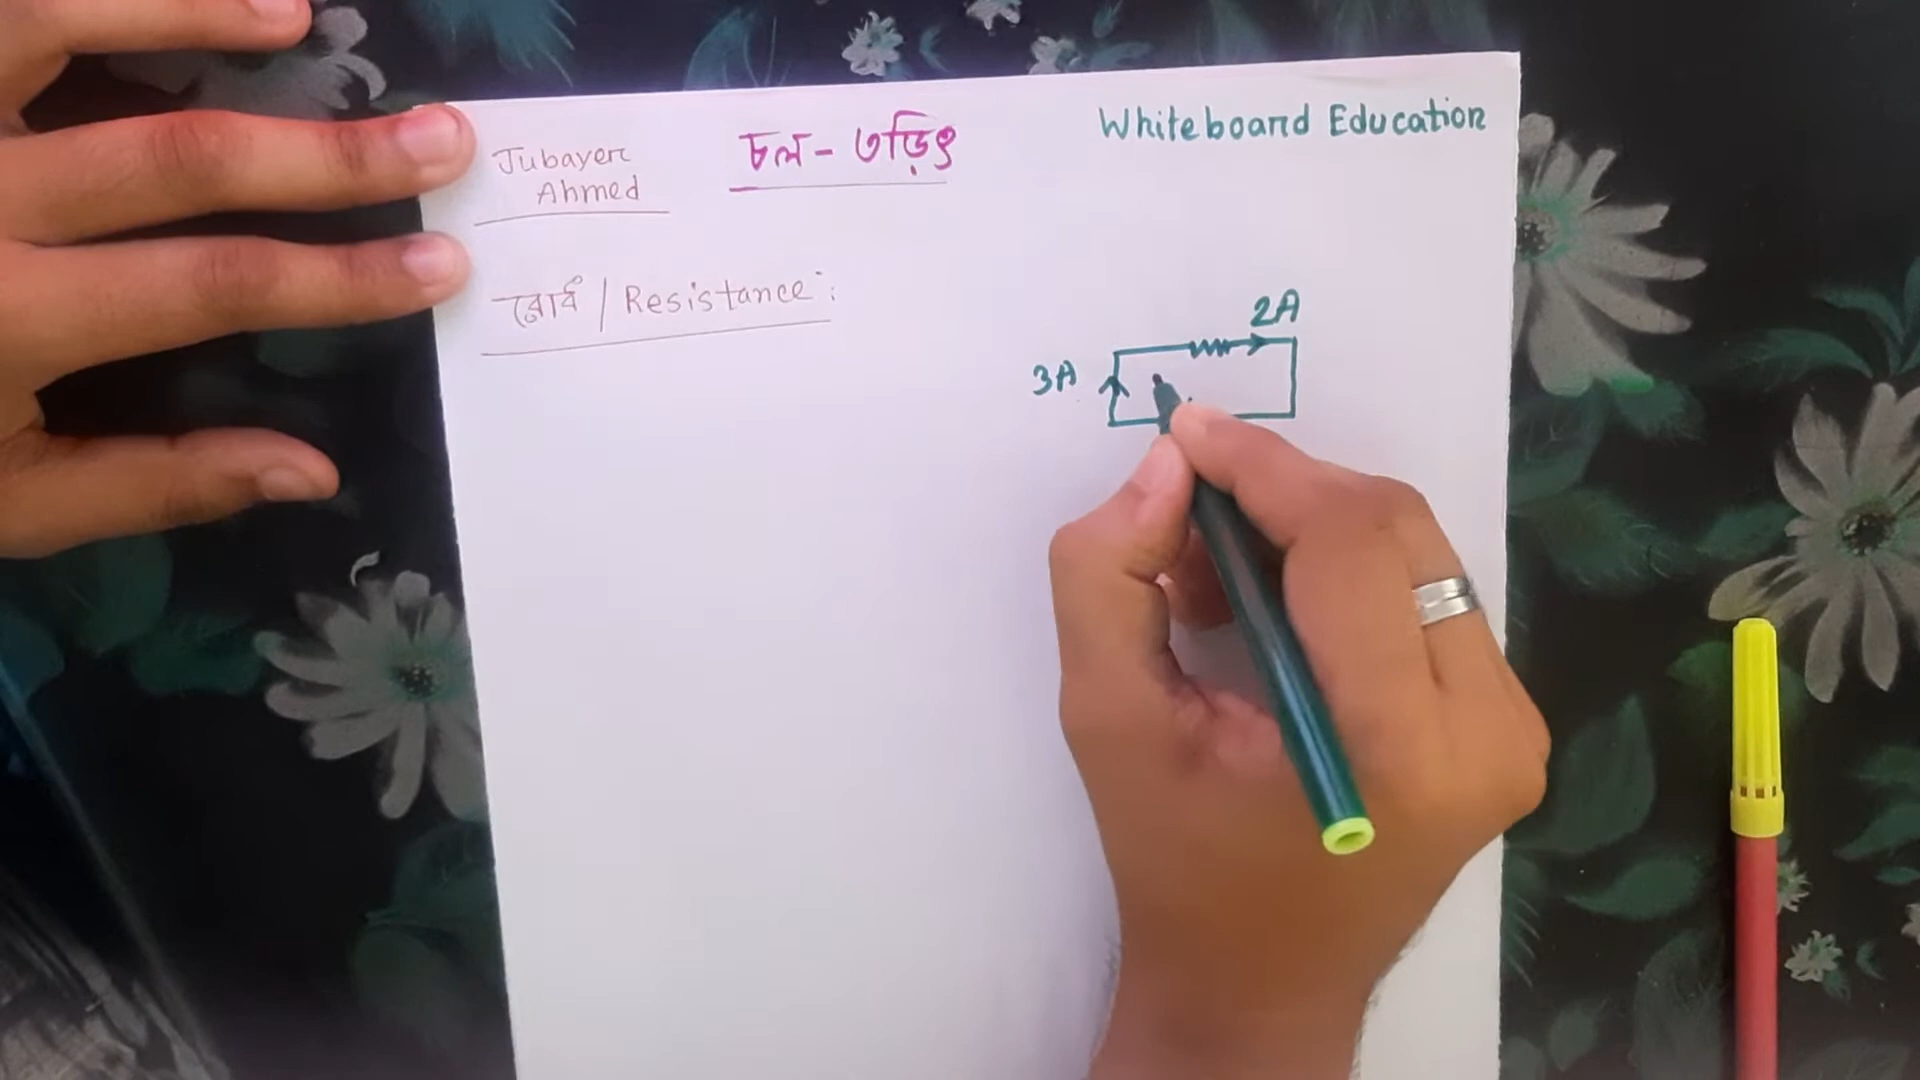 Jubayer
Ahmed
চল-তড়িৎ
Whiteboard Education
রোধ / Resistance:
2A
3A